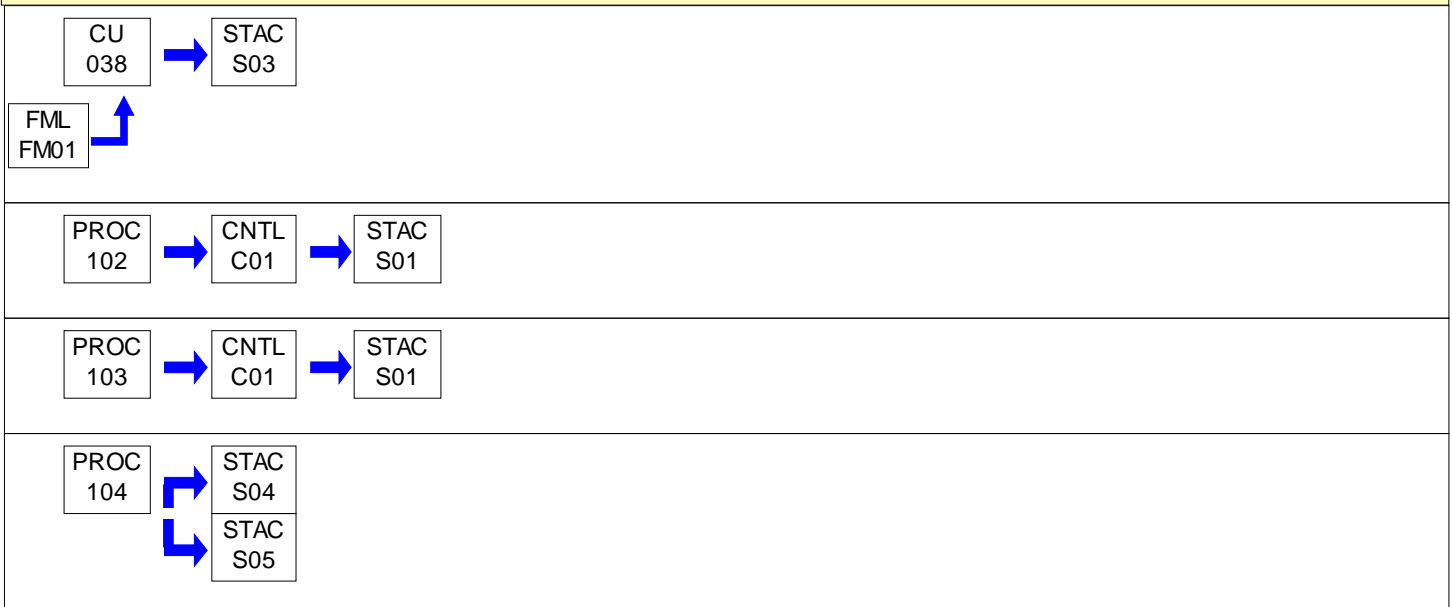 CU
038
STAC
S03
FML
FM01
PROC
102
CNTL
C01
STAC
S01
PROC
103
CNTL
C01
STAC
S01
PROC
104
STAC
S04
STAC
S05